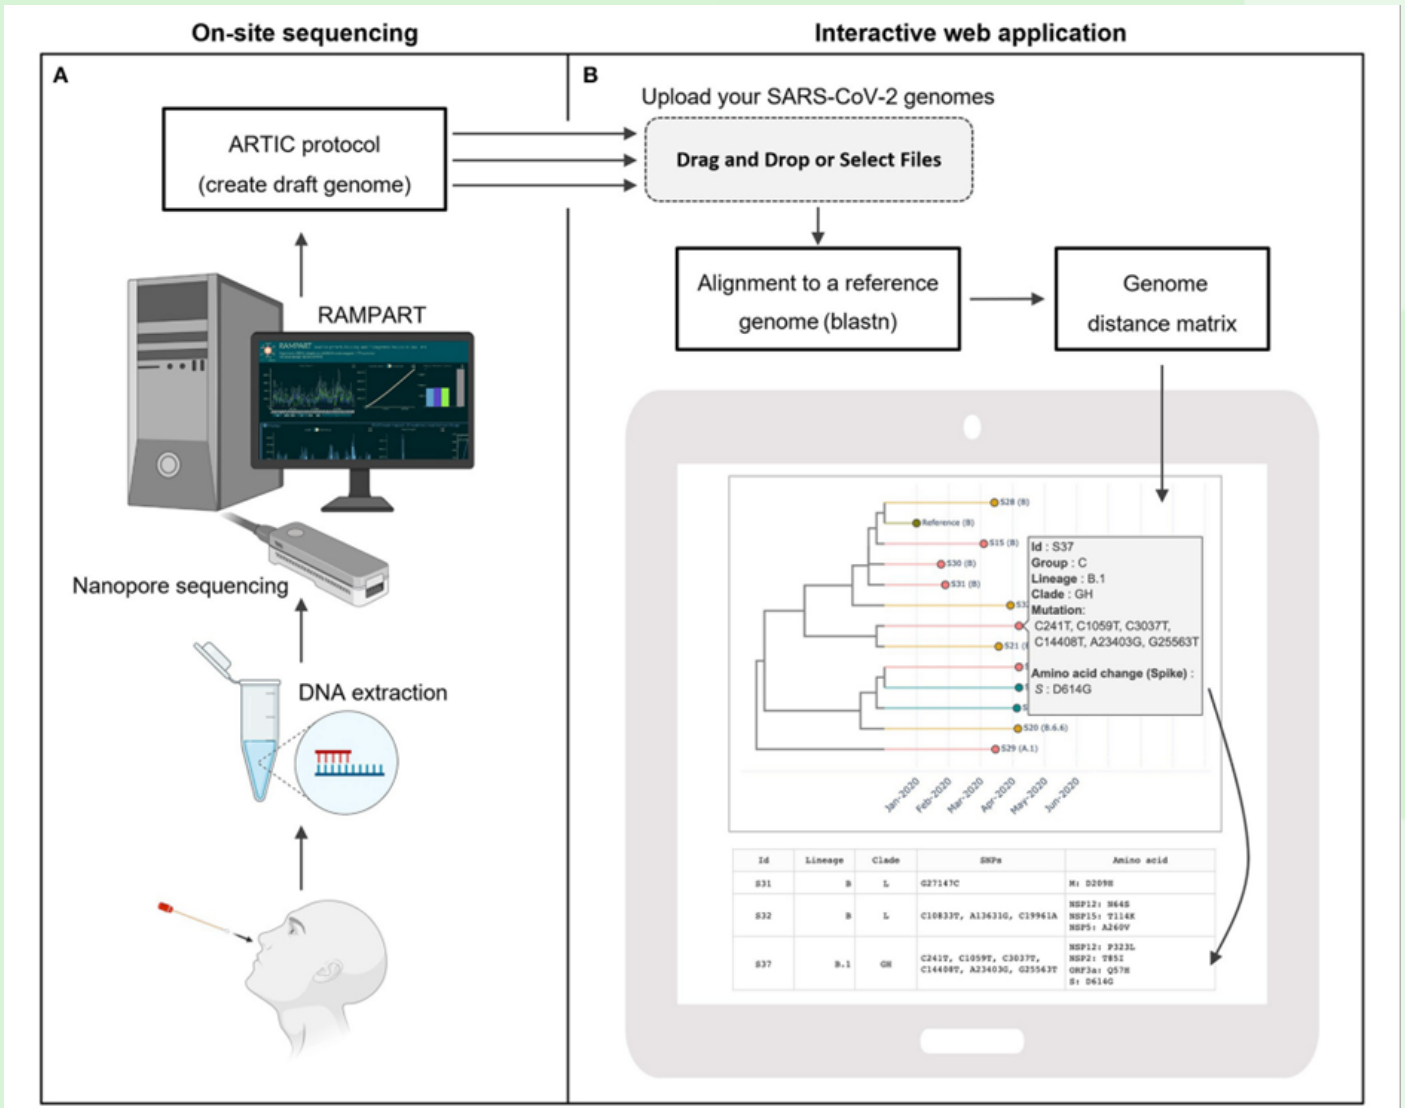 On-site sequencing
Interactive web application
A
ARTIC protocol
(create draft genome)
RAMPART
RAMPART
Nanopore sequencing
DNA extraction
B
Upload your SARS-CoV-2 genomes
Drag and Drop or Select Files
Alignment to a reference
genome (blastn)
Genome
distance matrix
S28 (B)
Reference (B)
S15 (B)
S30 (B)
S31 (B)
S21
S20 (B.6.6)
S29 (A.1)
Id : S37
Group : C
Lineage : B.1
Clade : GH
Mutation:
C241T, C1059T, C3037T,
C14408T, A23403G, G25563T
Amino acid change (Spike) :
S : D614G
Jan-2020
Feb-2020
Mar-2020
Apr-2020
May-2020
Jun-2020
Id Lineage Clade SNPs Amino acid
S31 B L G27147C M: D209H
S32 B L C10833T, A13631G, C19961A NSP12: N64S
NSP15: T114K
NSP5: A260V
S37 B.1 GH C241T, C1059T, C3037T,
C14408T, A23403G, G25563T
NSP12: P323L
NSP2: T85I
ORF3a: Q57H
S: D614G